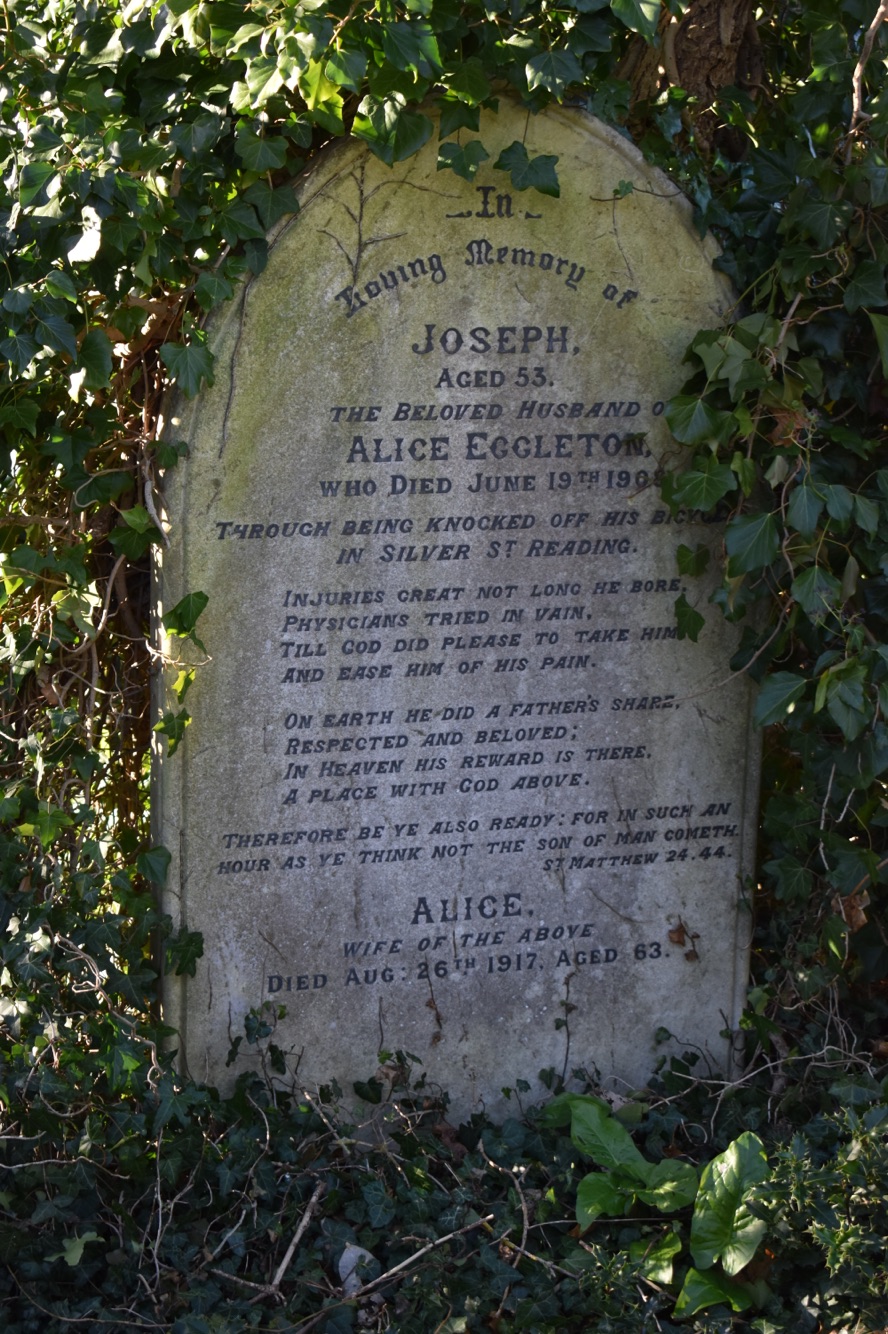 In
Loving Memory of
JOSEPH,
AGED 53.
THE BELOVED HUSBAND O
ALICE EGGLETON,
WHO DIED JUNE 19TH 1908
THROUGH BEING KNOCKED OFF HIS BICYC
IN SILVER ST READING.
INJURIES GREAT NOT LONG HE BORE,
PHYSICIANS TRIED IN VAIN,
TILL GOD DID PLEASE TO TAKE HIM
AND EASE HIM OF HIS PAIN.
ON EARTH HE DID A FATHER'S SHARE,
RESPECTED AND BELOVED;
IN HEAVEN HIS REWARD IS THERE,
A PLACE WITH GOD ABOVE.
THEREFORE BE YE ALSO READY: FOR IN SUCH AN
HOUR AS YE THINK NOT THE SON OF MAN COMETH.
ST MATTHEW 24.44.
ALICE,
WIFE OF THE ABOVE
DIED AUG: 26TH 1917, AGED 63.